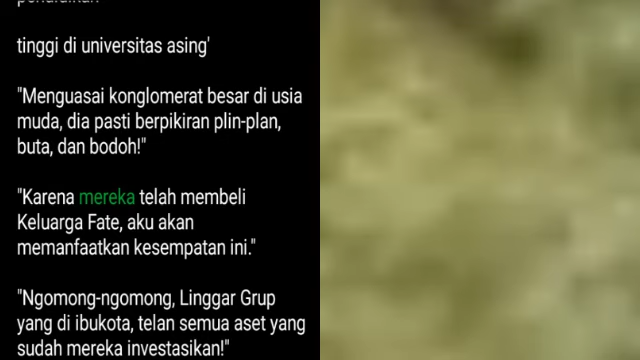 tinggi di universitas asing'
"Menguasai konglomerat besar di usia
muda, dia pasti berpikiran plin-plan,
buta, dan bodoh!"
"Karena mereka telah membeli
Keluarga Fate, aku akan
memanfaatkan kesempatan ini."
"Ngomong-ngomong, Linggar Grup
yang di ibukota, telan semua aset yang
sudah mereka investasikan!"